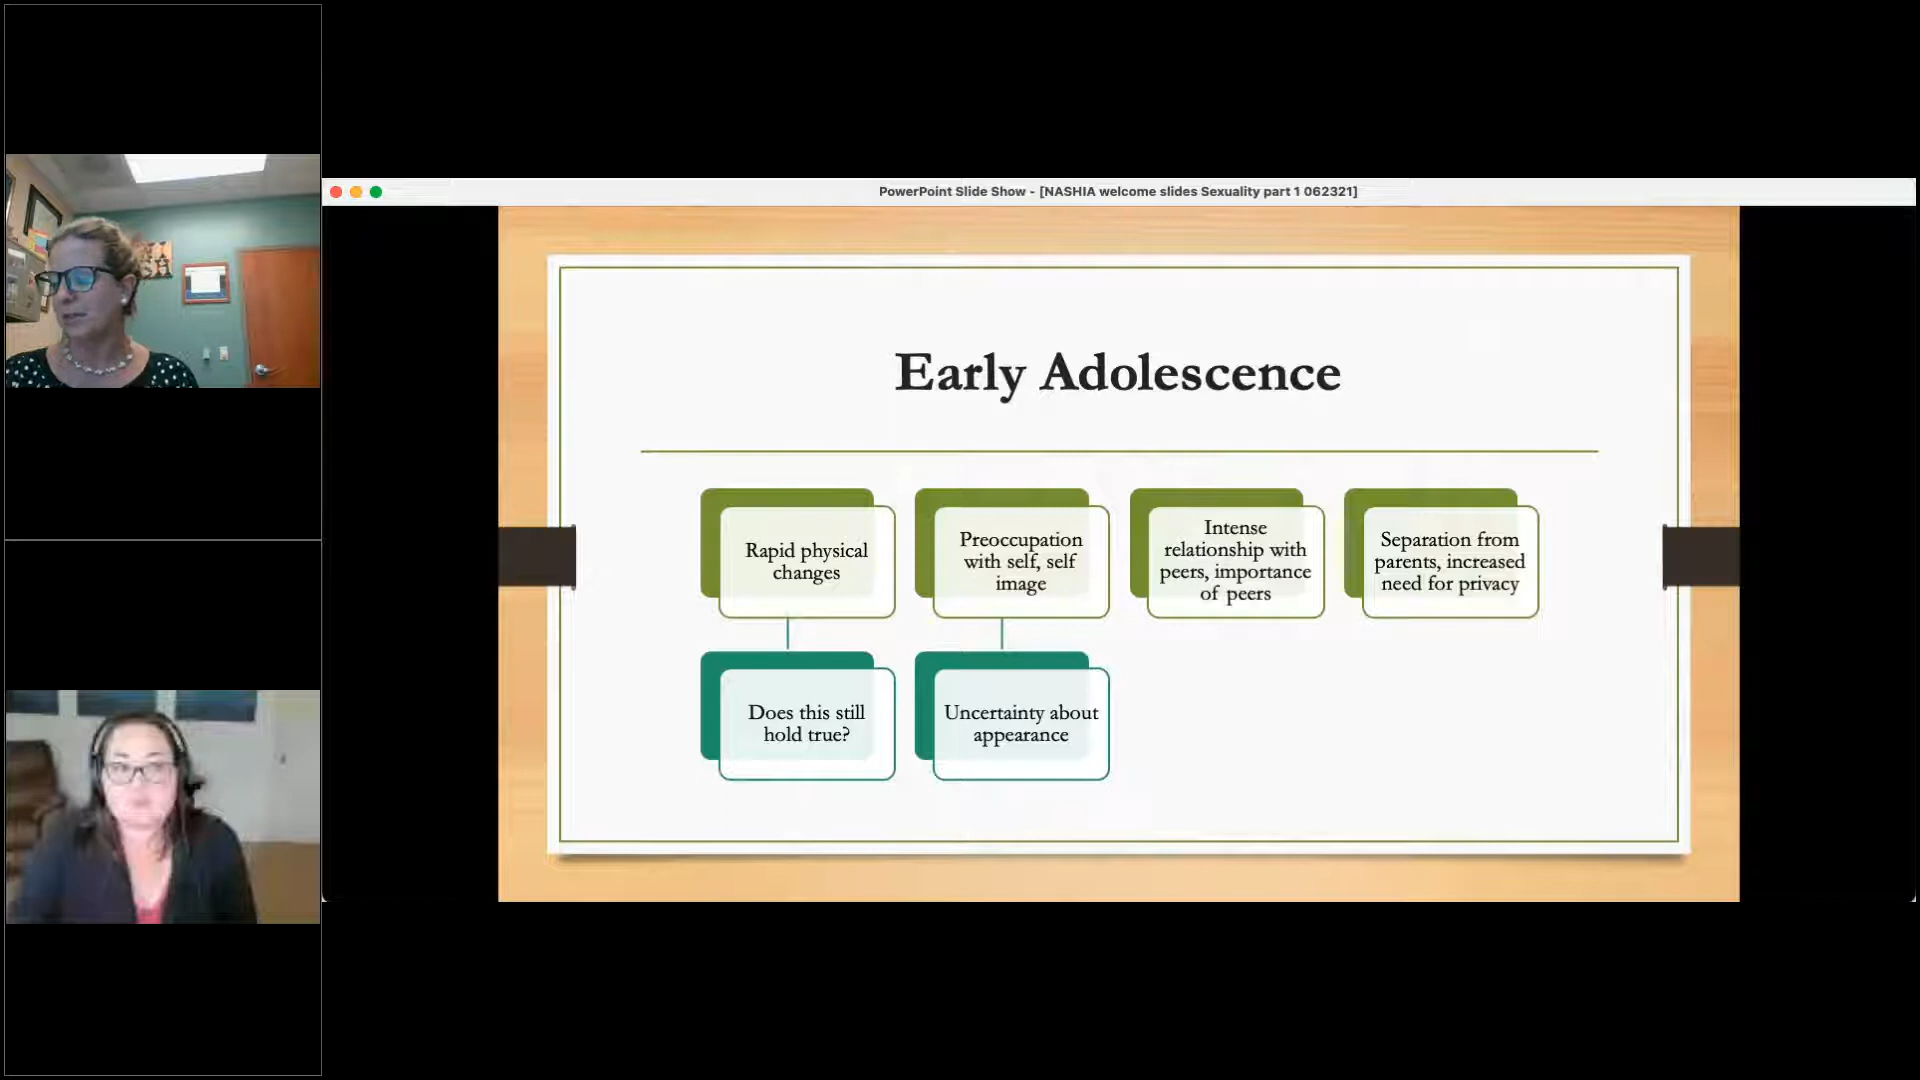 PowerPoint Slide Show - [NASHIA welcome slides Sexuality part 1 062321]
Early Adolescence
Rapid physical
changes
Preoccupation
with self, self
image
Intense
relationship with
peers, importance
of peers
Separation from
parents, increased
need for privacy
Does this still
hold true?
Uncertainty about
appearance